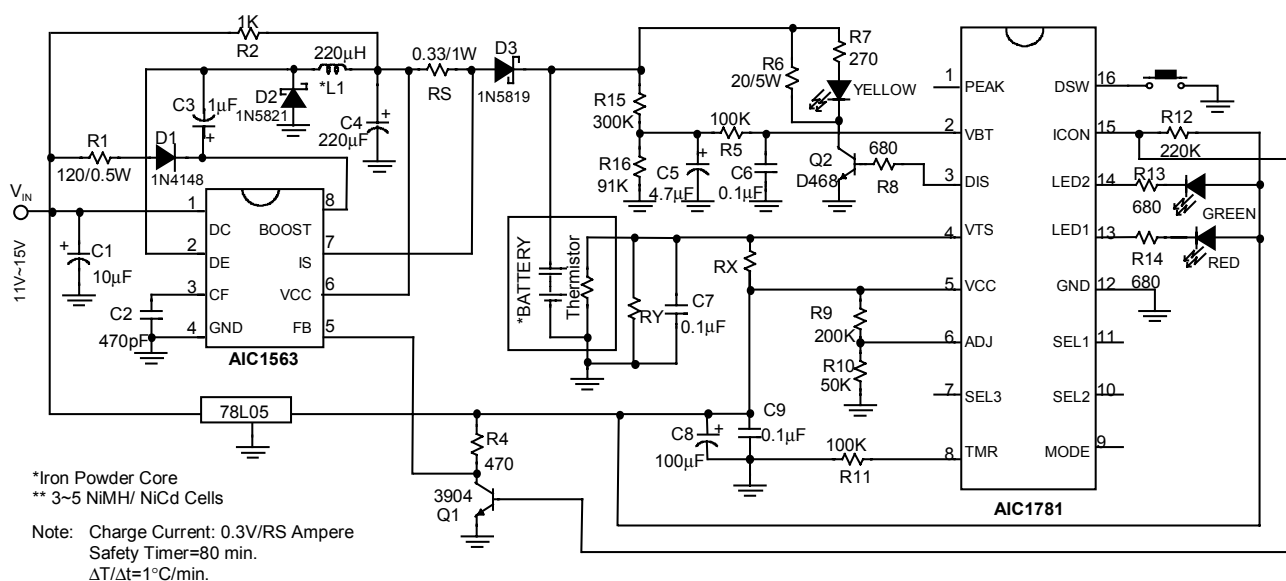 1K
R2
220μH
*L1
0.33/1W
RS
D3
1N5819
R7
270
R6
20/5W
YELLOW
C3
1μF
+
D2
1N5821
C4
220μF
+
R15
300K
100K
R5
R16
91K
C5
4.7μF
+
C6
0.1μF
Q2
D468
680
R8
R1
120/0.5W
D1
1N4148
VIN
11V~15V
+
C1
10μF
C2
470pF
1
2
3
4
8
7
6
5
DC
DE
CF
GND
BOOST
IS
VCC
FB
AIC1563
*BATTERY
Thermistor
RY
C7
0.1μF
RX
R9
200K
R10
50K
78L05
R4
470
3904
Q1
C8
100μF
+
C9
0.1μF
100K
R11
1
PEAK
2
VBT
3
DIS
4
VTS
5
VCC
6
ADJ
7
SEL3
8
TMR
DSW
16
ICON
15
LED2
14
LED1
13
GND
12
SEL1
11
SEL2
10
MODE
9
AIC1781
R12
220K
R13
680
GREEN
R14
680
RED
*Iron Powder Core
** 3~5 NiMH/ NiCd Cells
Note: Charge Current: 0.3V/RS Ampere
Safety Timer=80 min.
ΔT/Δt=1°C/min.